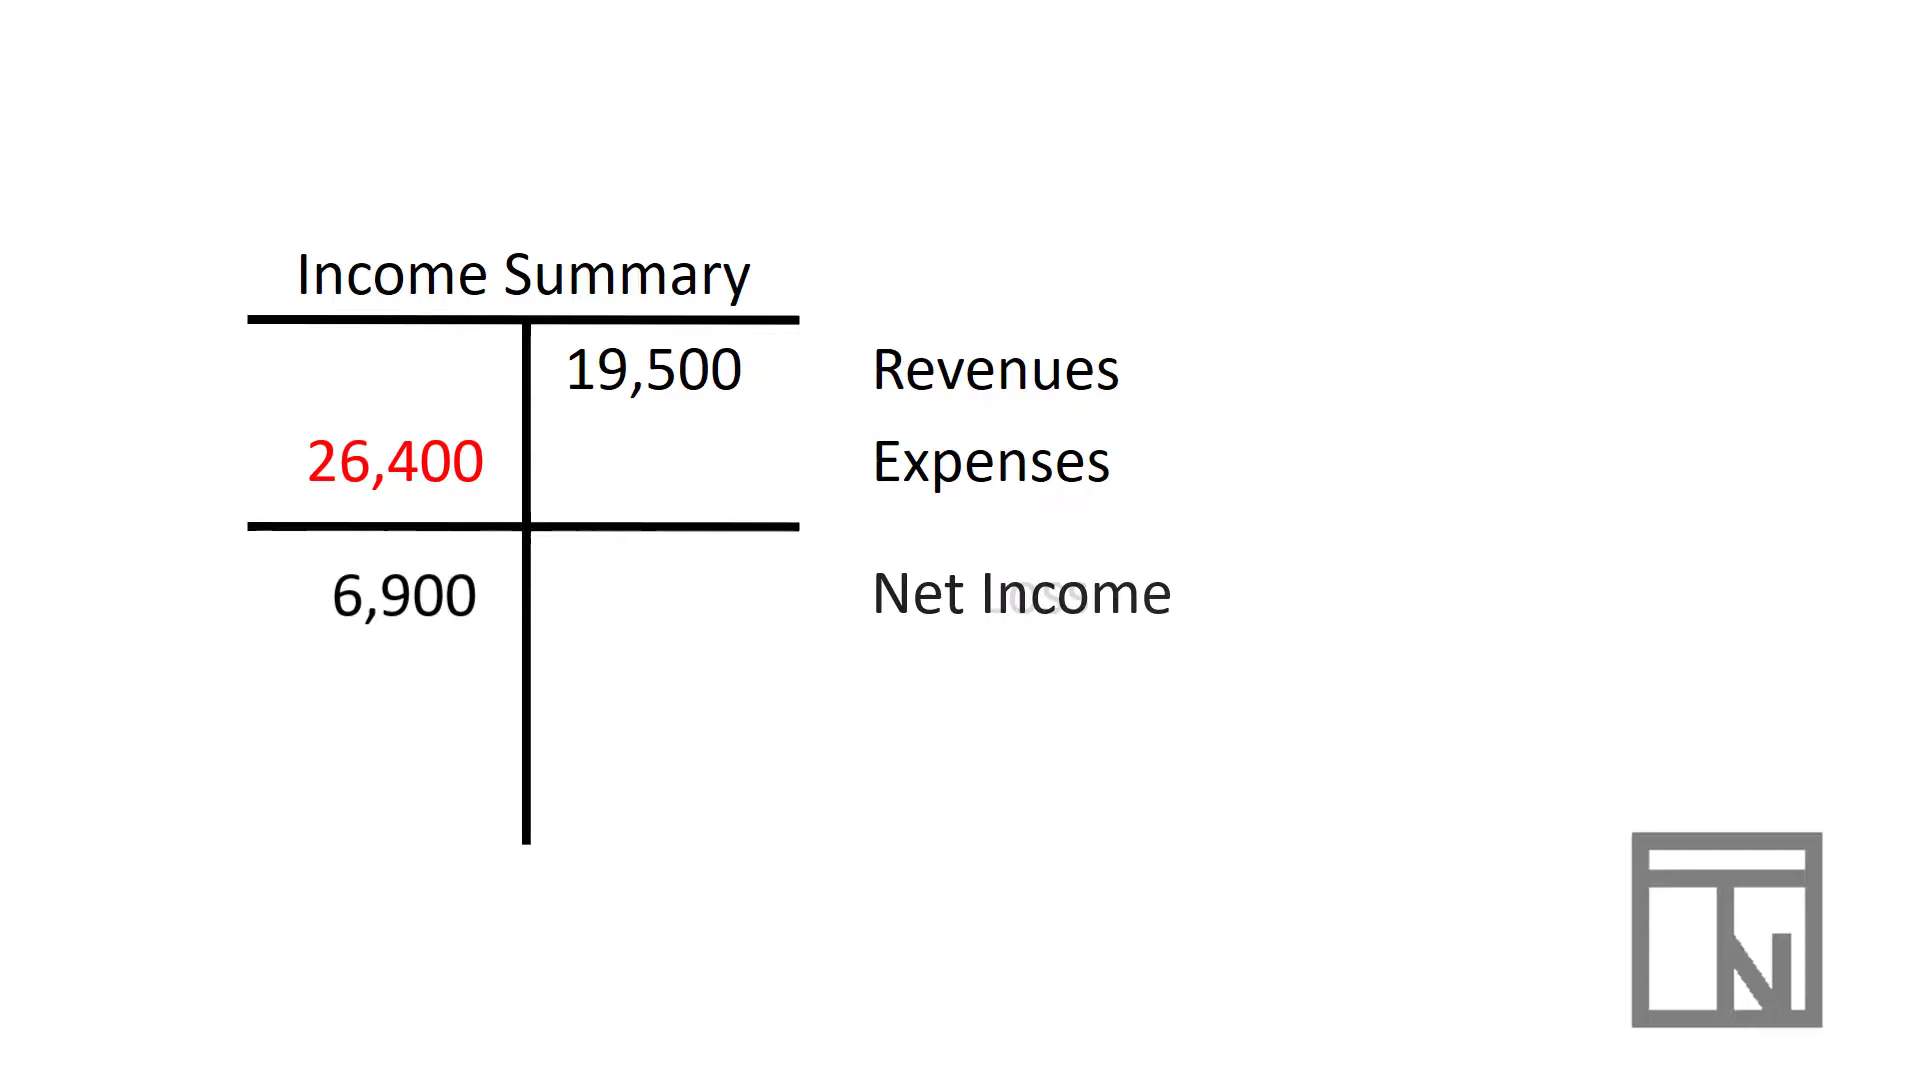 Income Summary
19,500 Revenues
26,400 Expenses
6,900 Net Income